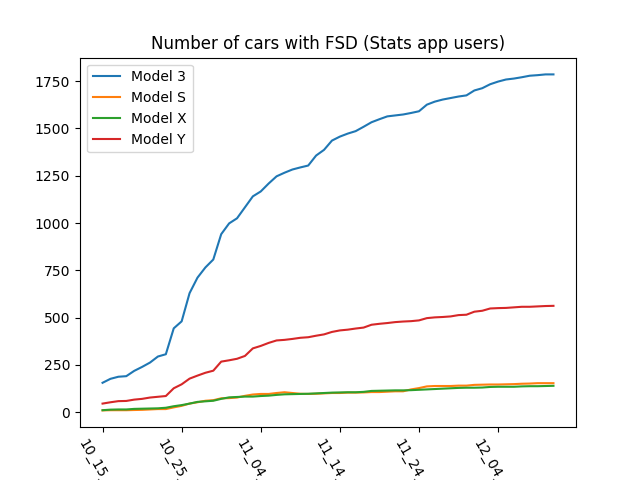 Number of cars with FSD (Stats app users)
Model 3
Model S
Model X
Model Y
1750
1500
1250
1000
750
500
250
0
10_15
10_25
11_04
11_14
11_24
12_04